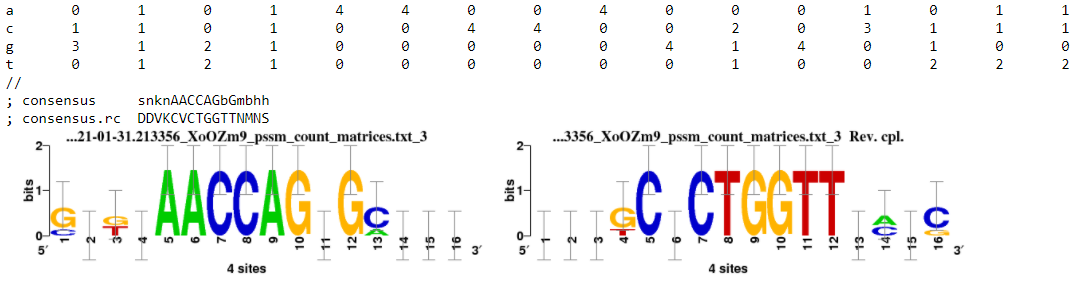 a 0 1 0 1 4 4 0 0 4 0 0 0 1 0 1 1
c 1 1 0 1 0 0 4 4 0 0 2 0 3 1 1 1
g 3 1 2 1 0 0 0 0 0 4 1 4 0 1 0 0
t 0 1 2 1 0 0 0 0 0 0 1 0 0 2 2 2
//
; consensus snknAACCAGbGmbhh
; consensus.rc DDVKCVCTGGTTNMNS
...21-01-31.213356_XoOZm9_pssm_count_matrices.txt_3
2
bits
1
0
G C G T A A C C A G G C A
5′ 1 2 3 4 5 6 7 8 9 10 11 12 13 14 15 16 3′
4 sites
...3356_XoOZm9_pssm_count_matrices.txt_3 Rev. cpl.
2
bits
1
0
G T C C T G G T T A C C G
5′ 1 2 3 4 5 6 7 8 9 10 11 12 13 14 15 16 3′
4 sites